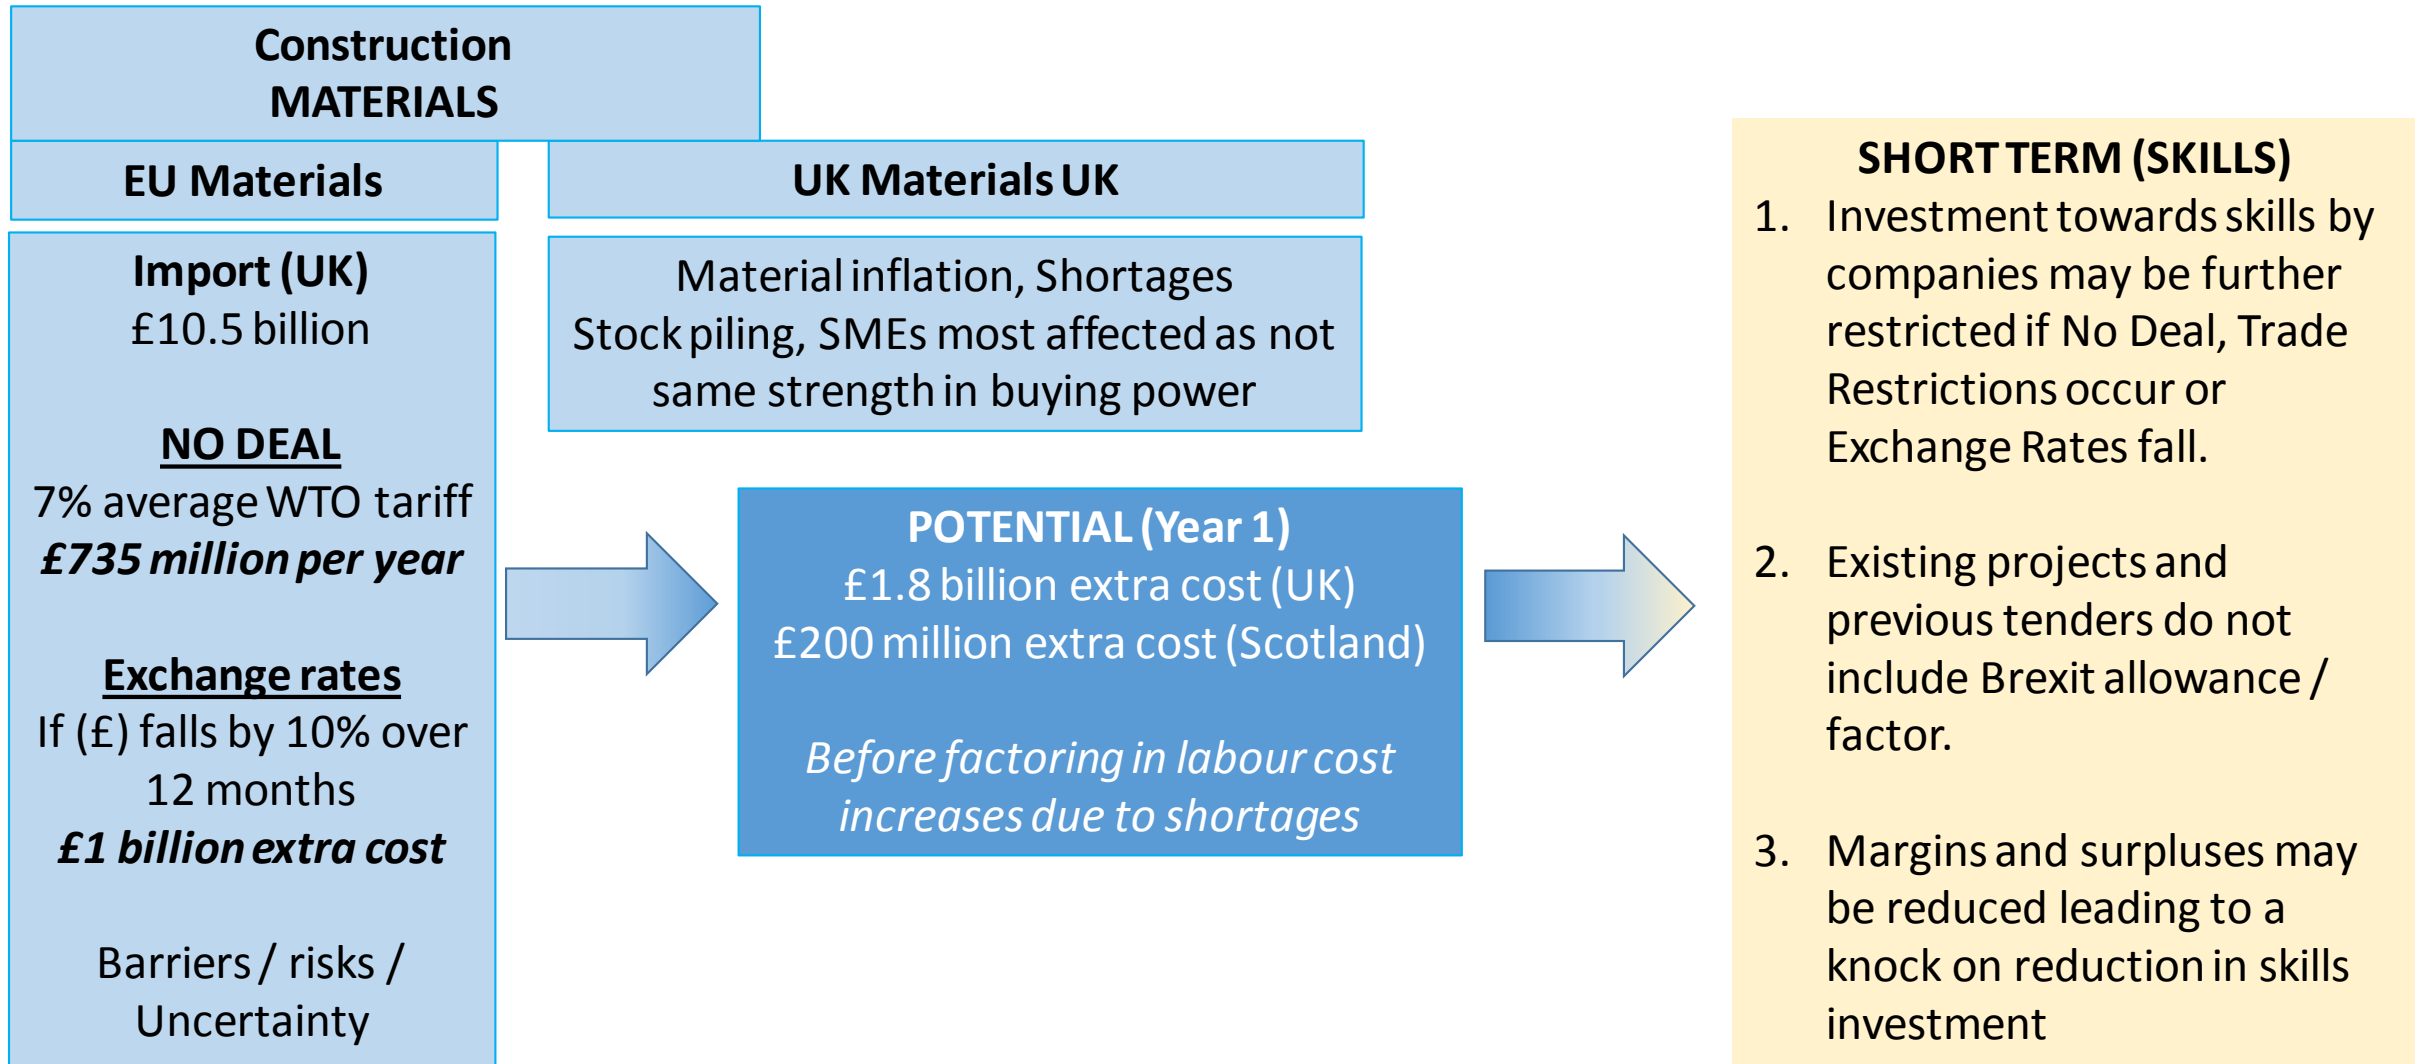 Construction
MATERIALS
EU Materials
UK Materials UK
Import (UK)
£10.5 billion
NO DEAL
7% average WTO tariff
£735 million per year
Exchange rates
If (£) falls by 10% over
12 months
£1 billion extra cost
Barriers / risks /
Uncertainty
Material inflation, Shortages
Stock piling, SMEs most affected as not
same strength in buying power
POTENTIAL (Year 1)
£1.8 billion extra cost (UK)
£200 million extra cost (Scotland)
Before factoring in labour cost
increases due to shortages
SHORT TERM (SKILLS)
1. Investment towards skills by
companies may be further
restricted if No Deal, Trade
Restrictions occur or
Exchange Rates fall.
2. Existing projects and
previous tenders do not
include Brexit allowance /
factor.
3. Margins and surpluses may
be reduced leading to a
knock on reduction in skills
investment